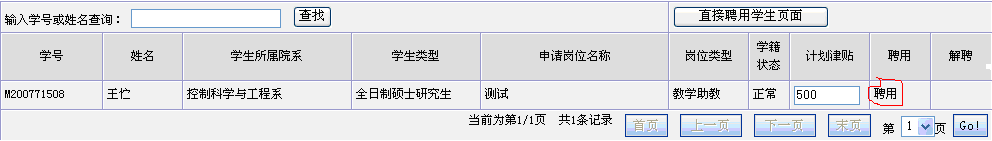 输入学号或姓名查询： 查找 直接聘用学生页面
学号 姓名 学生所属院系 学生类型 申请岗位名称 岗位类型 学籍状态 计划津贴 聘用 解聘
M200771508 王伫 控制科学与工程系 全日制硕士研究生 测试 教学助教 正常 500 聘用
当前为第1/1页 共1条记录 首页 上一页 下一页 末页 第 1 页 Go!